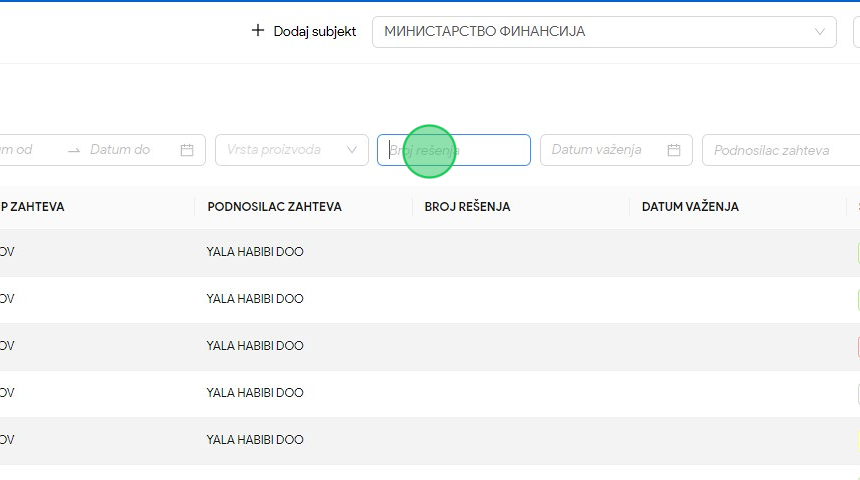 + Dodaj subjekt МИНИСТАРСТВО ФИНАНСИЈА
m od → Datum do Vrsta proizvoda Broj rešenja Datum važenja Podnosilac zahteva
P ZAHTEVA PODNOSILAC ZAHTEVA BROJ REŠENJA DATUM VAŽENJA
OV YALA HABIBI DOO
OV YALA HABIBI DOO
OV YALA HABIBI DOO
OV YALA HABIBI DOO
OV YALA HABIBI DOO